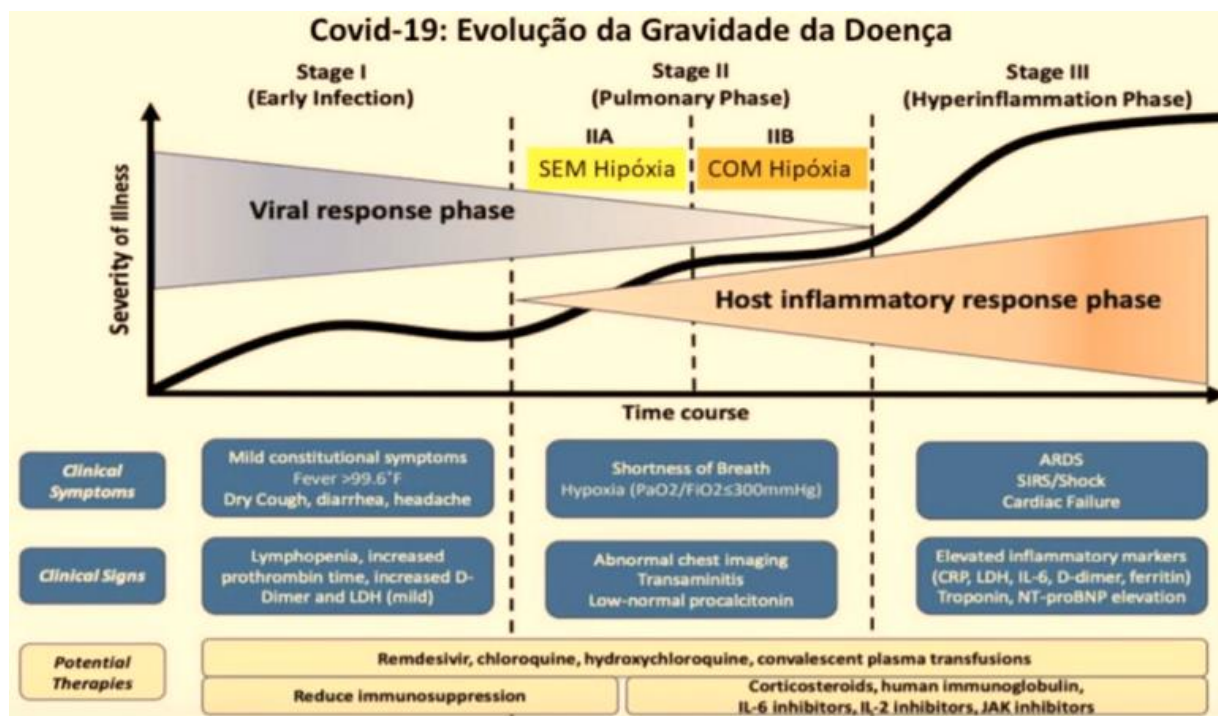 Covid-19: Evolução da Gravidade da Doença
Stage I
(Early Infection)
Stage II
(Pulmonary Phase)
Stage III
(Hyperinflammation Phase)
IIA
IIB
SEM Hipóxia
COM Hipóxia
Severity of Illness
Viral response phase
Host inflammatory response phase
Time course
Clinical
Symptoms
Mild constitutional symptoms
Fever >99.6°F
Dry Cough, diarrhea, headache
Shortness of Breath
Hypoxia (PaO2/FiO2≤300mmHg)
ARDS
SIRS/Shock
Cardiac Failure
Clinical Signs
Lymphopenia, increased
prothrombin time, increased D-
Dimer and LDH (mild)
Abnormal chest imaging
Transaminitis
Low-normal procalcitonin
Elevated inflammatory markers
(CRP, LDH, IL-6, D-dimer, ferritin)
Troponin, NT-proBNP elevation
Potential
Therapies
Remdesivir, chloroquine, hydroxychloroquine, convalescent plasma transfusions
Reduce immunosuppression
Corticosteroids, human immunoglobulin,
IL-6 inhibitors, IL-2 inhibitors, JAK inhibitors